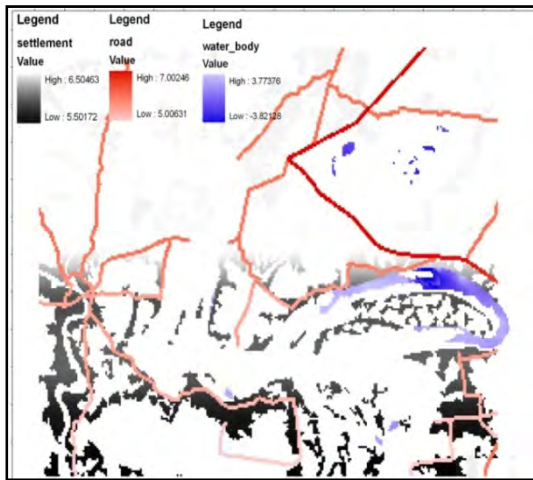 Legend
settlement
Value
High : 6.50463
Low : 5.50172
Legend
road
Value
High : 7.00246
Low : 5.00631
Legend
water_body
Value
High : 3.77376
Low : -3.82128